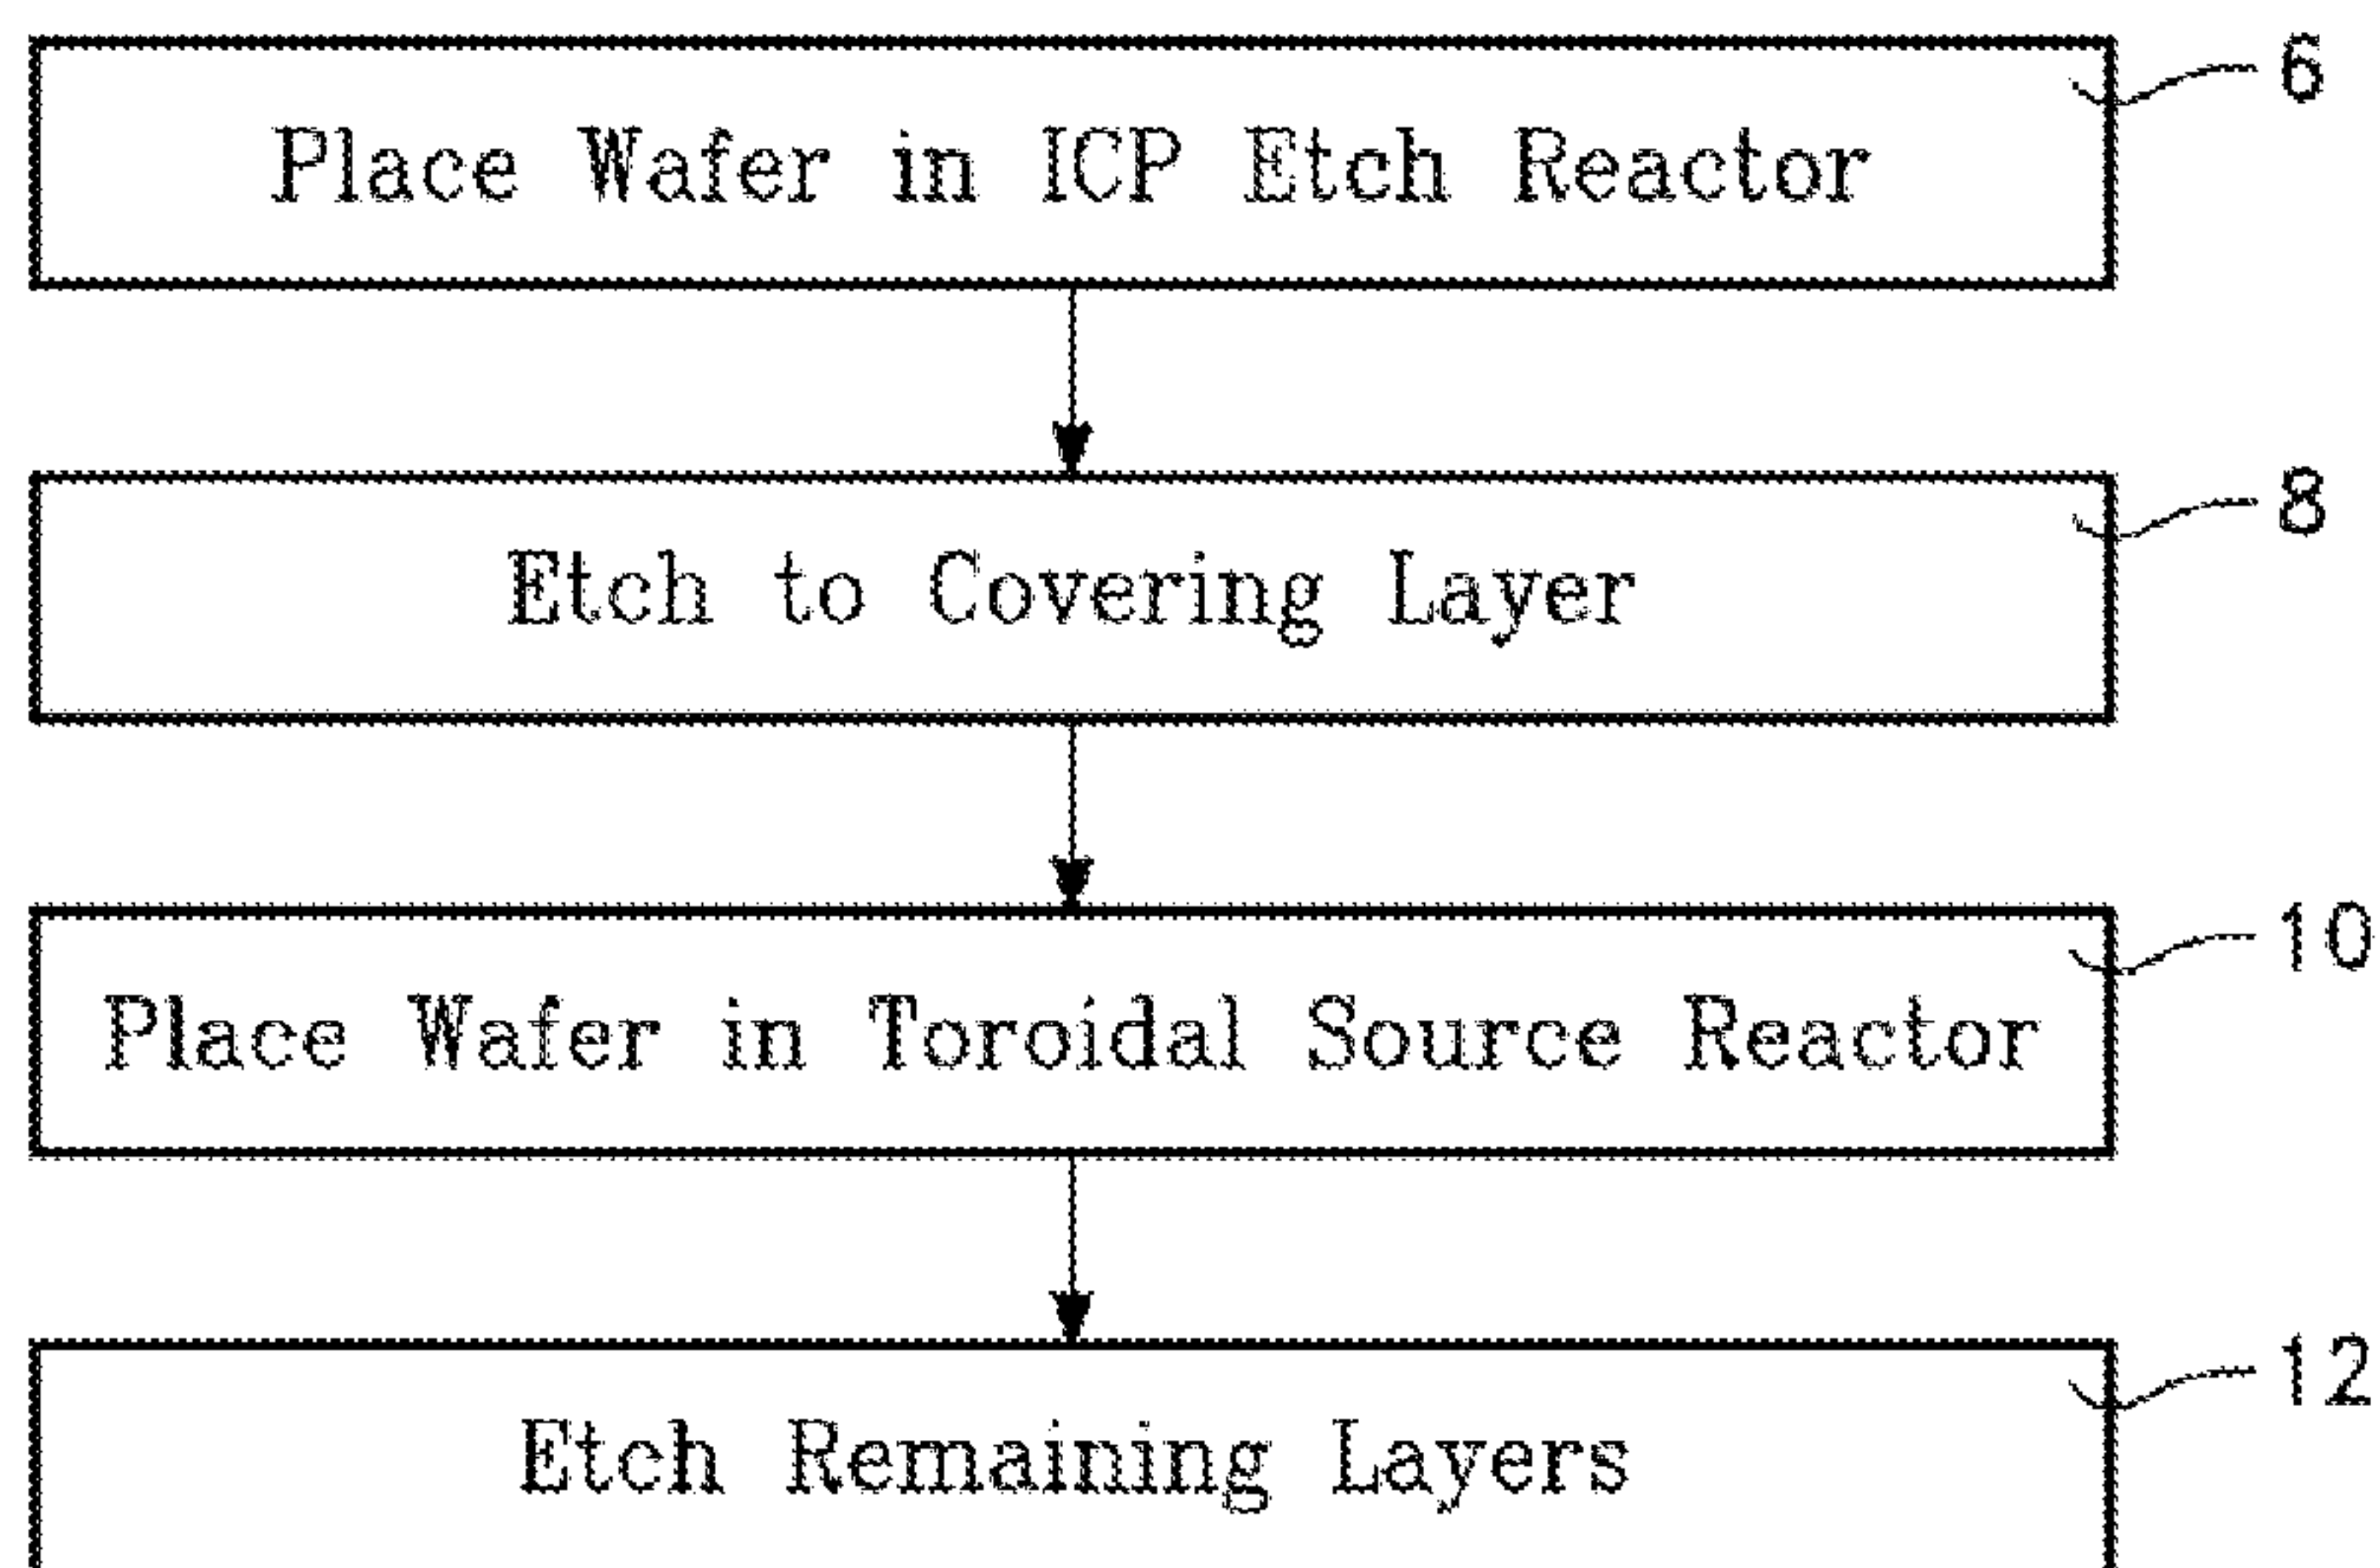 Place Wafer in ICP Etch Reactor 6
Etch to Covering Layer 8
Place Wafer in Toroidal Source Reactor 10
Etch Remaining Layers 12